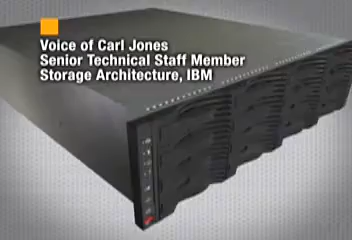 Voice of Carl Jones
Senior Technical Staff Member
Storage Architecture, IBM